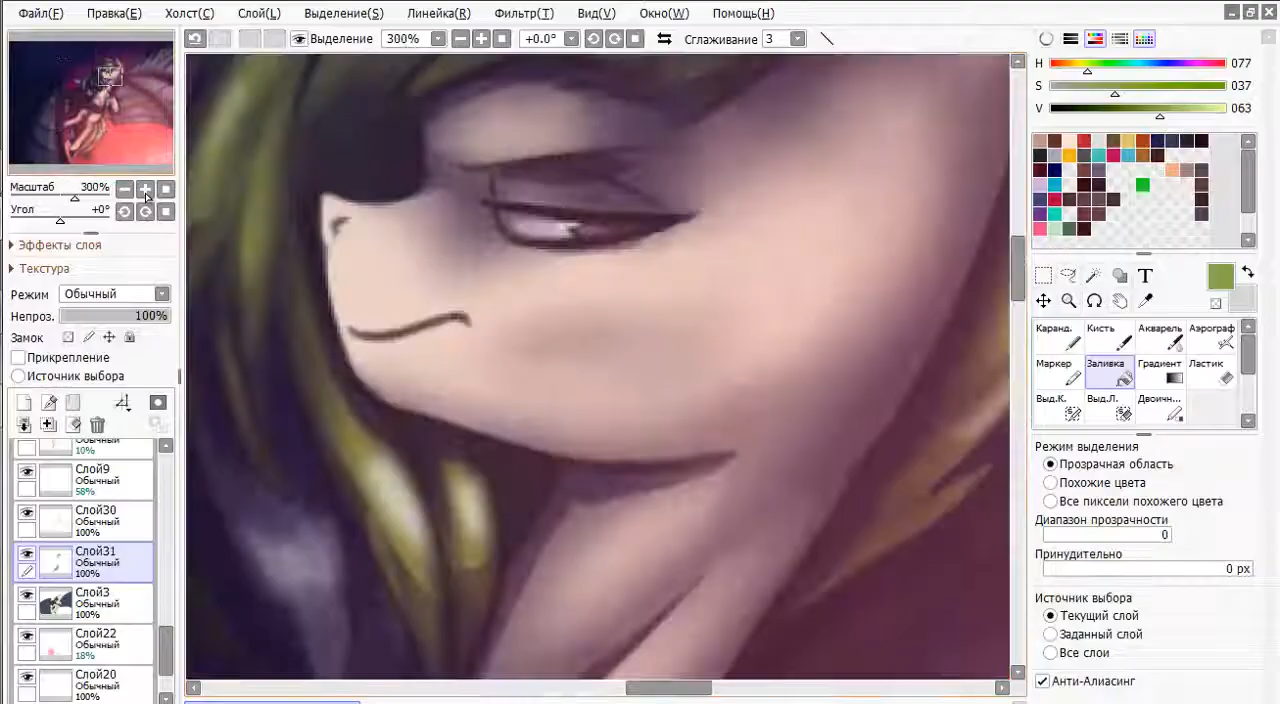 Файл(F) Правка(E) Холст(C) Слой(L) Выделение(S) Линейка(R) Фильтр(T) Вид(V) Окно(W) Помощь(H)
Выделение 300% +0.0° Сглаживание 3
Масштаб 300%
Угол +0°
Эффекты слоя
Текстура
Режим Обычный
Непроз. 100%
Замок
Прикрепление
Источник выбора
Обычный
10%
Слой9
Обычный
58%
Слой30
Обычный
100%
Слой31
Обычный
100%
Слой3
Обычный
100%
Слой22
Обычный
18%
Слой20
Обычный
100%
H 077
S 037
V 063
T
Каранд. Кисть Акварель Аэрограф
Маркер Заливка Градиент Ластик
Выд.К. Выд.Л. Двоичн...
Режим выделения
Прозрачная область
Похожие цвета
Все пиксели похожего цвета
Диапазон прозрачности
0
Принудительно
0 px
Источник выбора
Текущий слой
Заданный слой
Все слои
Анти-Алиасинг